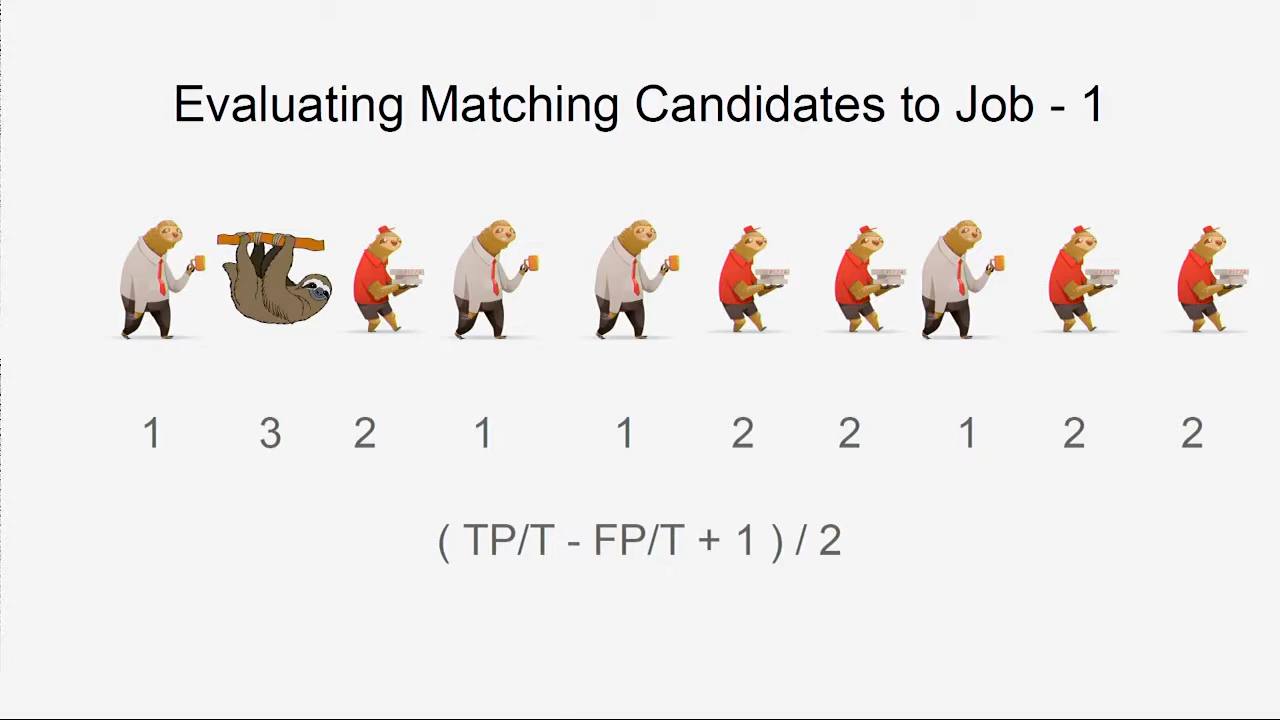 Evaluating Matching Candidates to Job - 1
1 3 2 1 1 2 2 1 2 2
( TP/T - FP/T + 1 ) / 2